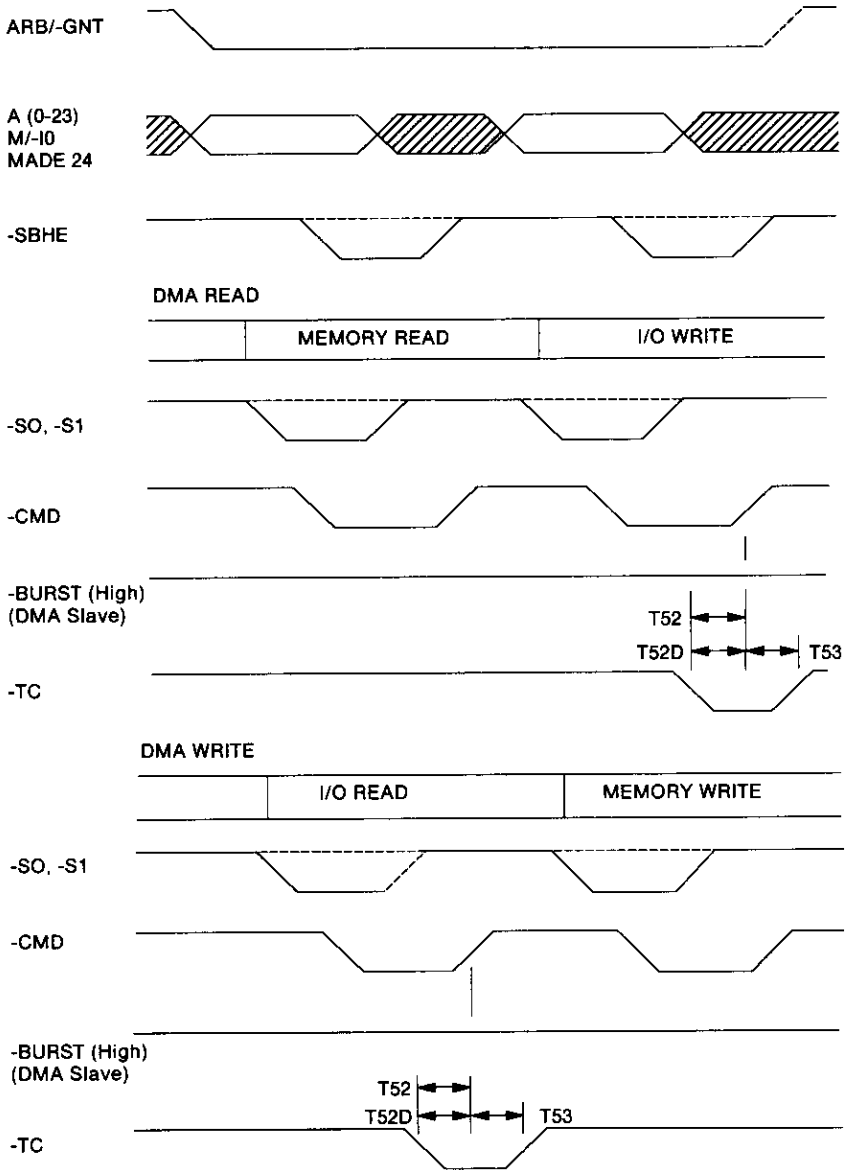 ARB/-GNT
A (0-23)
M/-I0
MADE 24
-SBHE
DMA READ
MEMORY READ I/O WRITE
-SO, -S1
-CMD
-BURST (High)
(DMA Slave)
T52
T52D T53
-TC
DMA WRITE
I/O READ MEMORY WRITE
-SO, -S1
-CMD
-BURST (High)
(DMA Slave)
T52
T52D T53
-TC